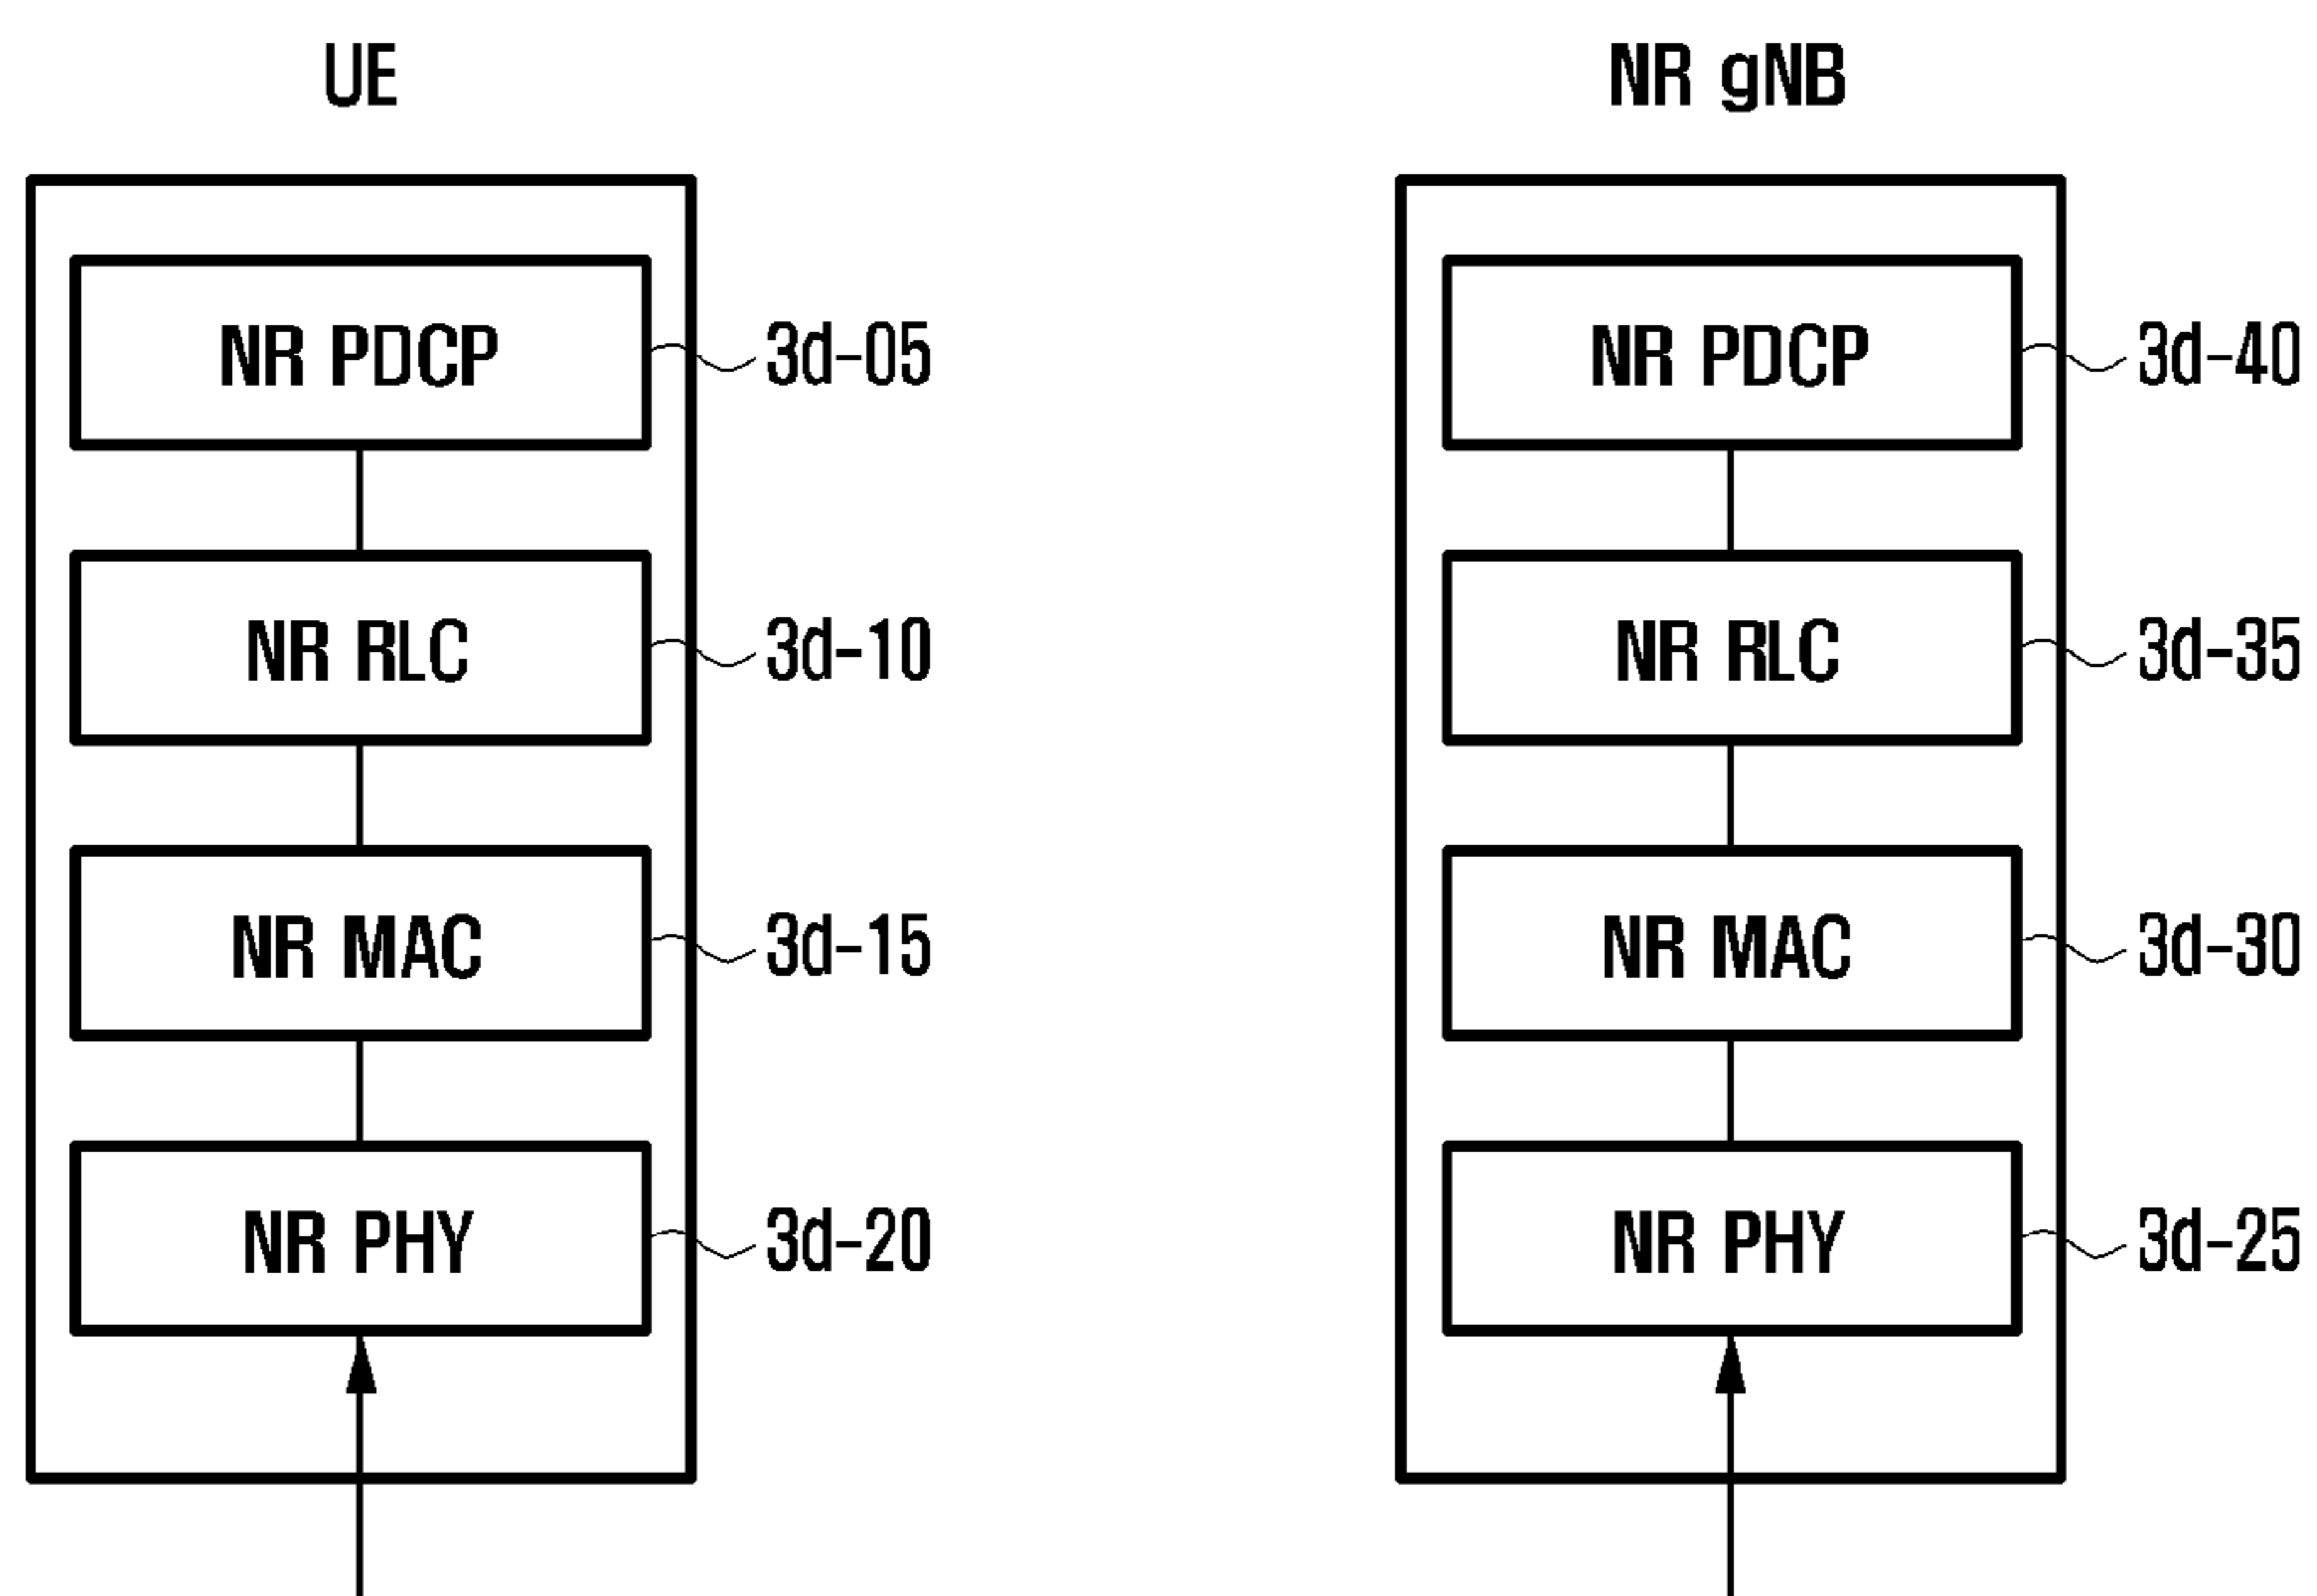 UE
NR PDCP
3d-05
NR RLC
3d-10
NR MAC
3d-15
NR PHY
3d-20
NR gNB
NR PDCP
3d-40
NR RLC
3d-35
NR MAC
3d-30
NR PHY
3d-25